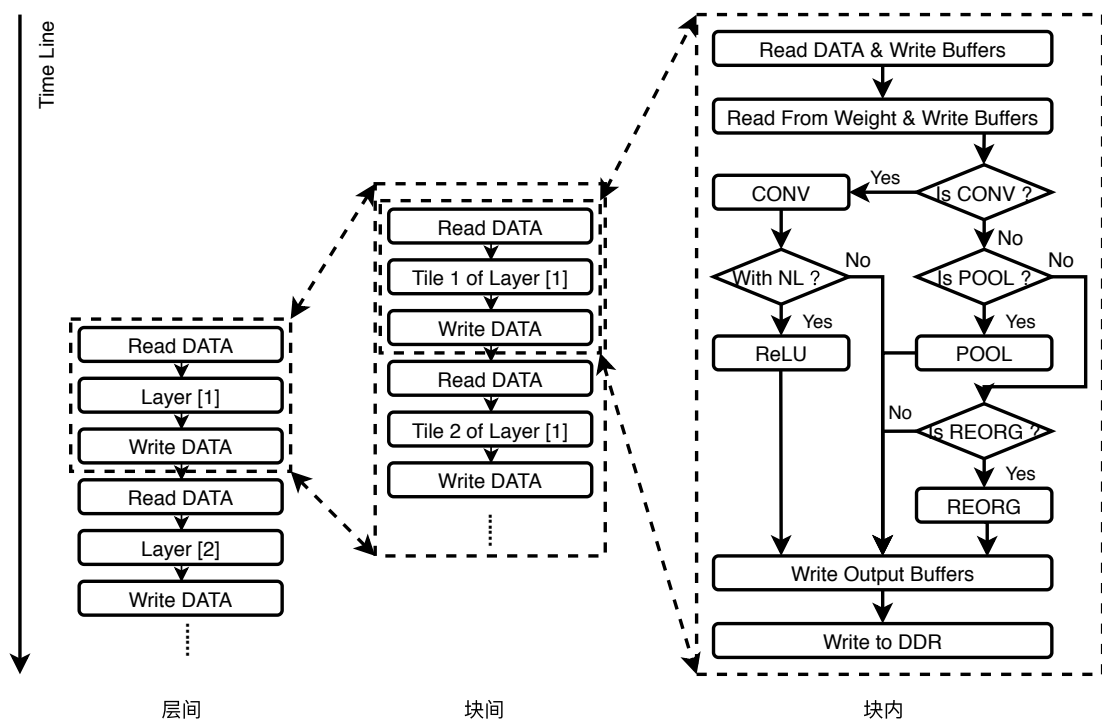 Time Line
Read DATA
Layer [1]
Write DATA
Read DATA
Layer [2]
Write DATA
层间
Read DATA
Tile 1 of Layer [1]
Write DATA
Read DATA
Tile 2 of Layer [1]
Write DATA
块间
Read DATA & Write Buffers
Read From Weight & Write Buffers
Is CONV ?
Yes
CONV
No
With NL ?
No
Is POOL ?
No
Yes
ReLU
Yes
POOL
Is REORG ?
No
Yes
REORG
Write Output Buffers
Write to DDR
块内